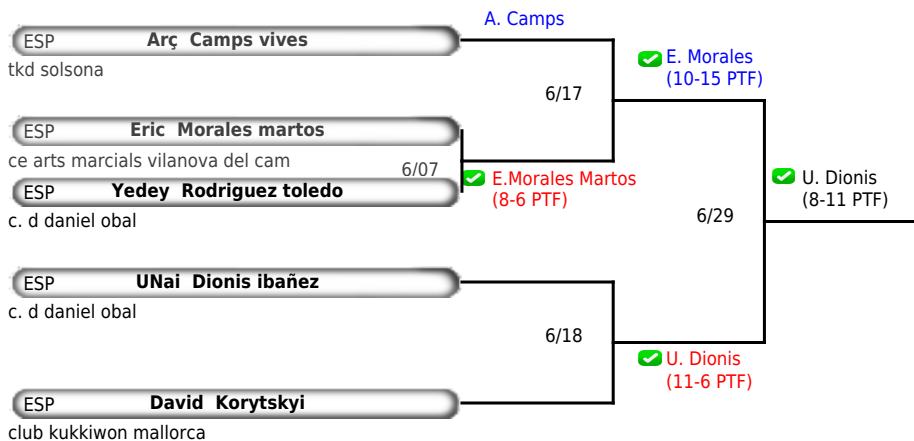 A. Camps
ESP Arç Camps vives
tkd solsona
E. Morales
(10-15 PTF)
6/17
ESP Eric Morales martos
ce arts marcials vilanova del cam
6/07
E.Morales Martos
(8-6 PTF)
ESP Yedey Rodriguez toledo
c. d daniel obal
U. Dionis
(8-11 PTF)
6/29
ESP UNai Dionis ibañez
c. d daniel obal
6/18
U. Dionis
(11-6 PTF)
ESP David Korytskyi
club kukkiwon mallorca